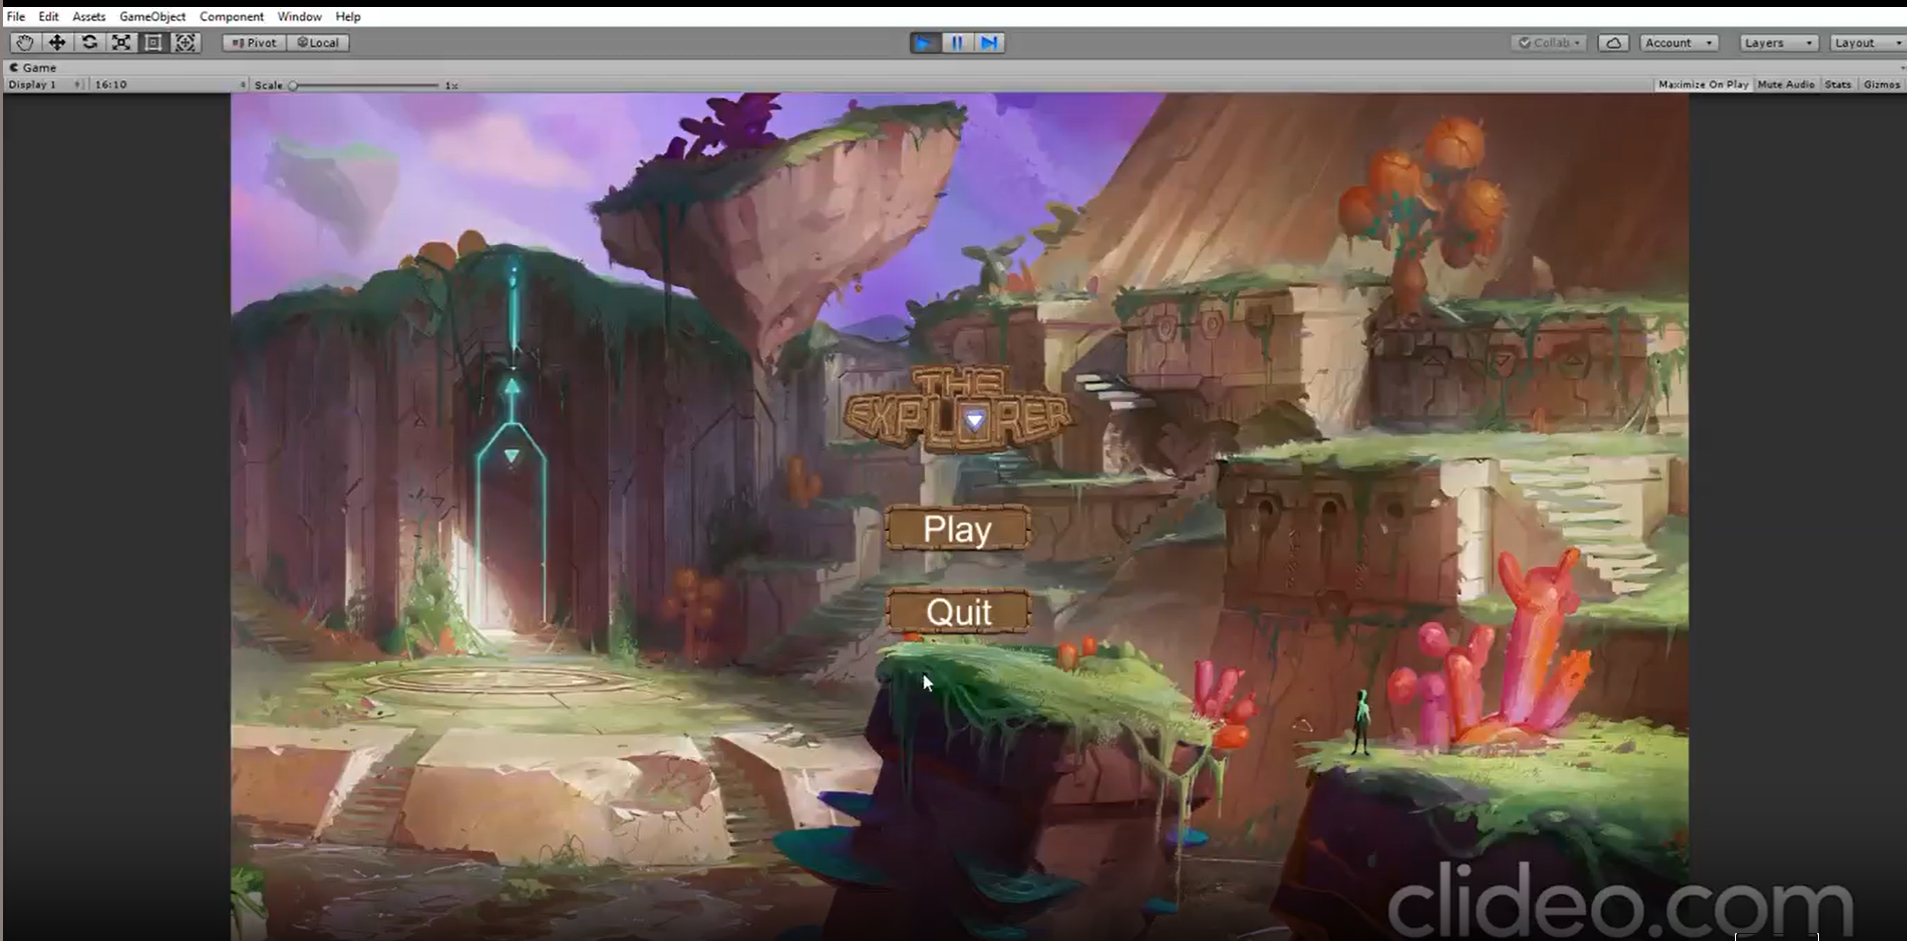 File Edit Assets GameObject Component Window Help
Pivot Local Collab Account Layers Layout
Game
Display 1 16:10 Scale 1x Maximize On Play Mute Audio Stats Gizmos
THE
EXPLORER
Play
Quit
clideo.com